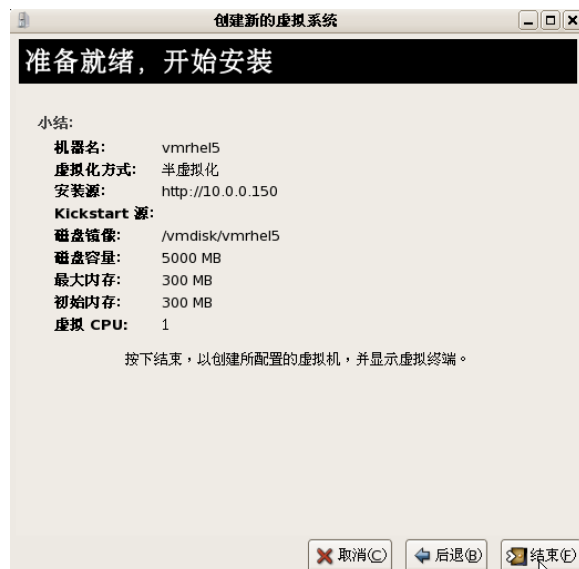 创建新的虚拟系统
准备就绪，开始安装
小结:
机器名: vmrhel5
虚拟化方式: 半虚拟化
安装源: http://10.0.0.150
Kickstart 源:
磁盘镜像: /vmdisk/vmrhel5
磁盘容量: 5000 MB
最大内存: 300 MB
初始内存: 300 MB
虚拟 CPU: 1
按下结束，以创建所配置的虚拟机，并显示虚拟终端。
取消(C) 后退(B) 结束(F)